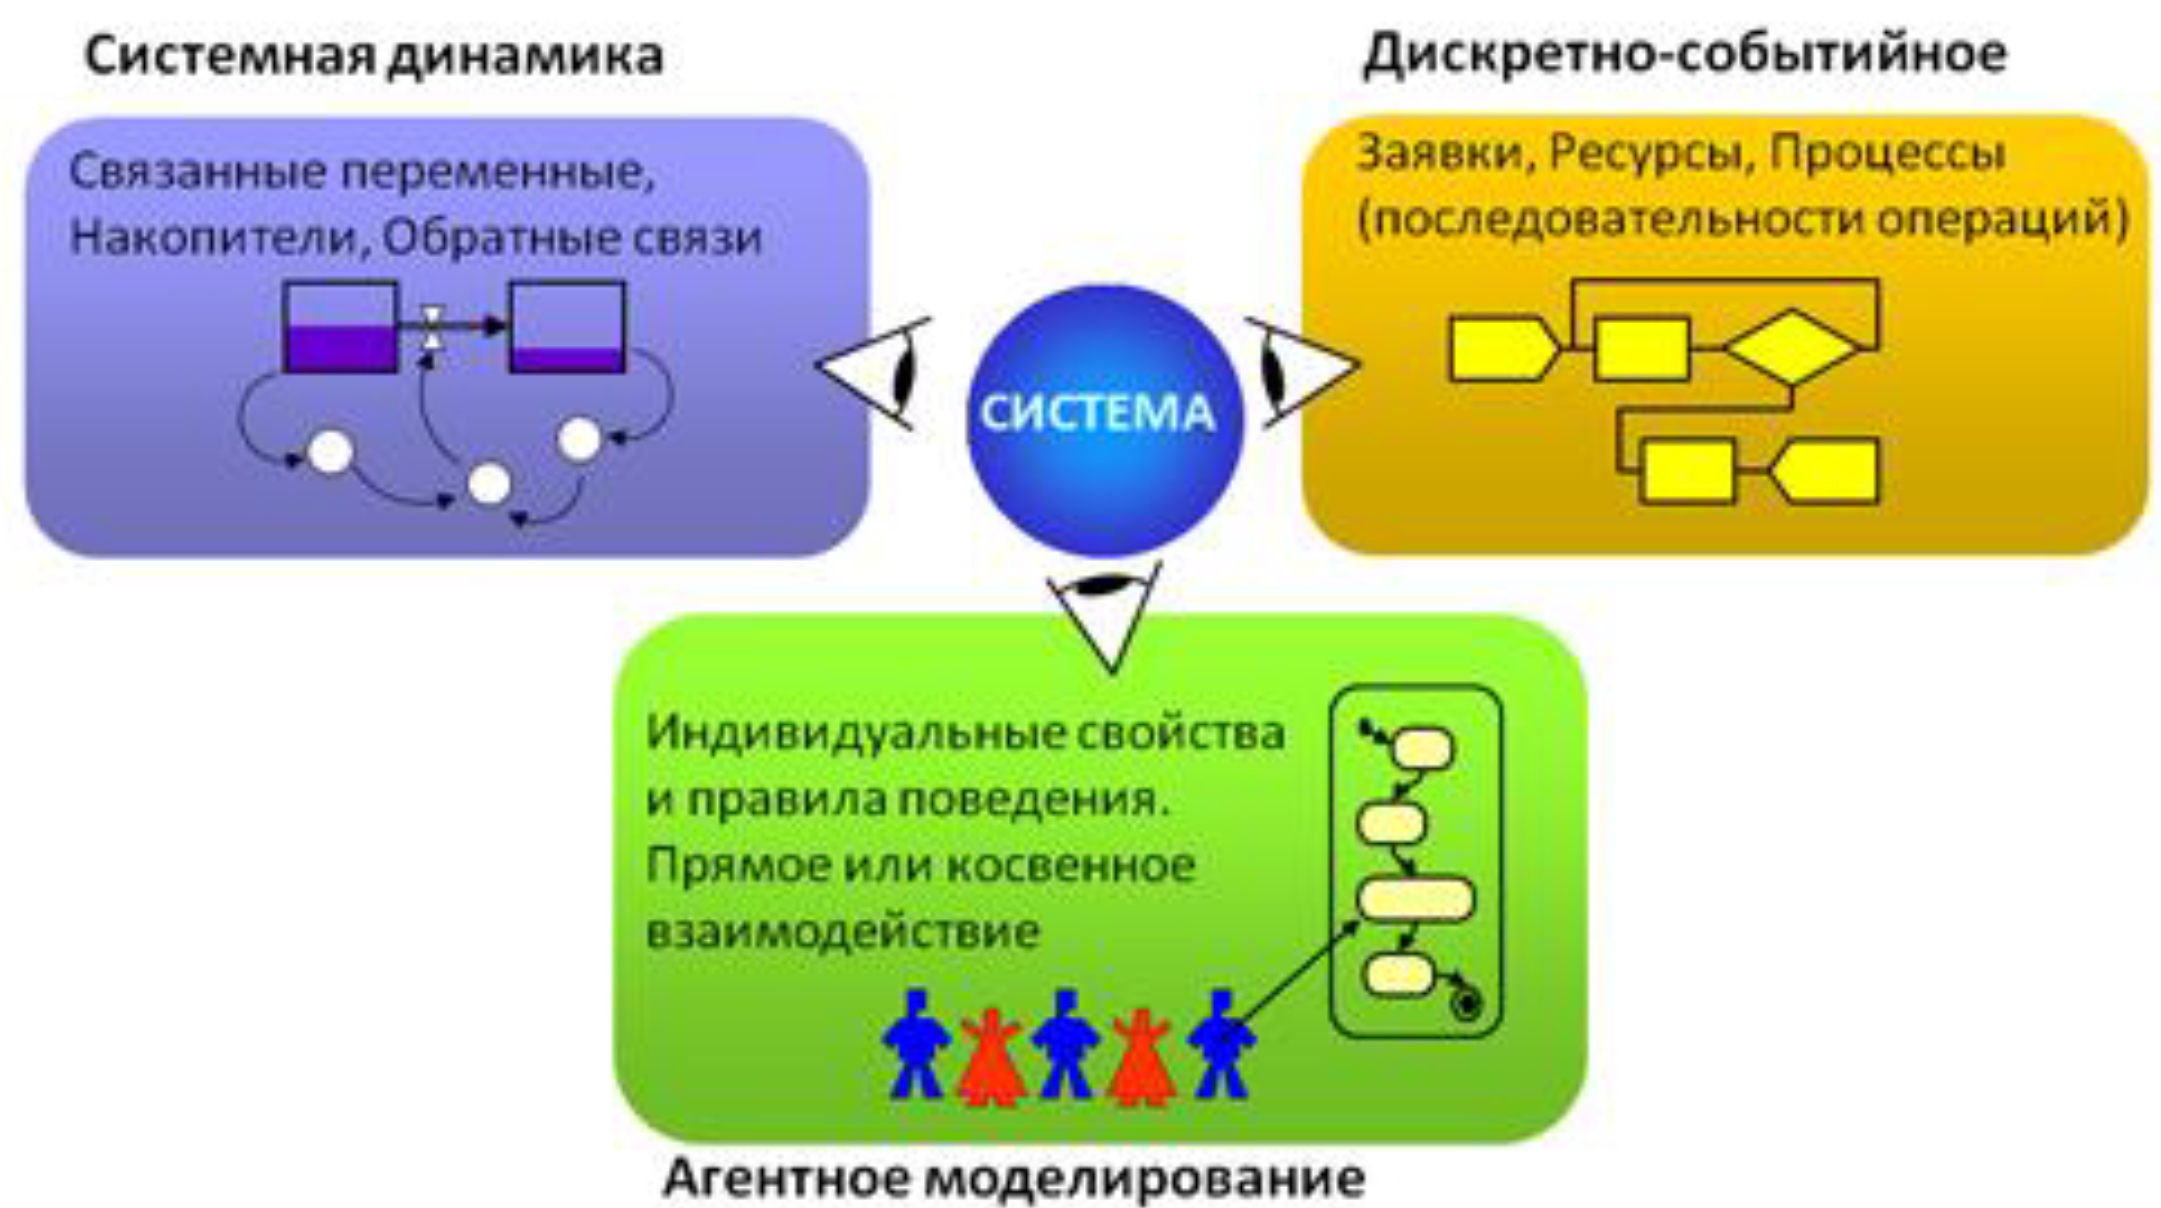 Системная динамика
Связанные переменные,
Накопители, Обратные связи
Дискретно-событийное
Заявки, Ресурсы, Процессы
(последовательности операций)
СИСТЕМА
Индивидуальные свойства
и правила поведения.
Прямое или косвенное
взаимодействие
Агентное моделирование